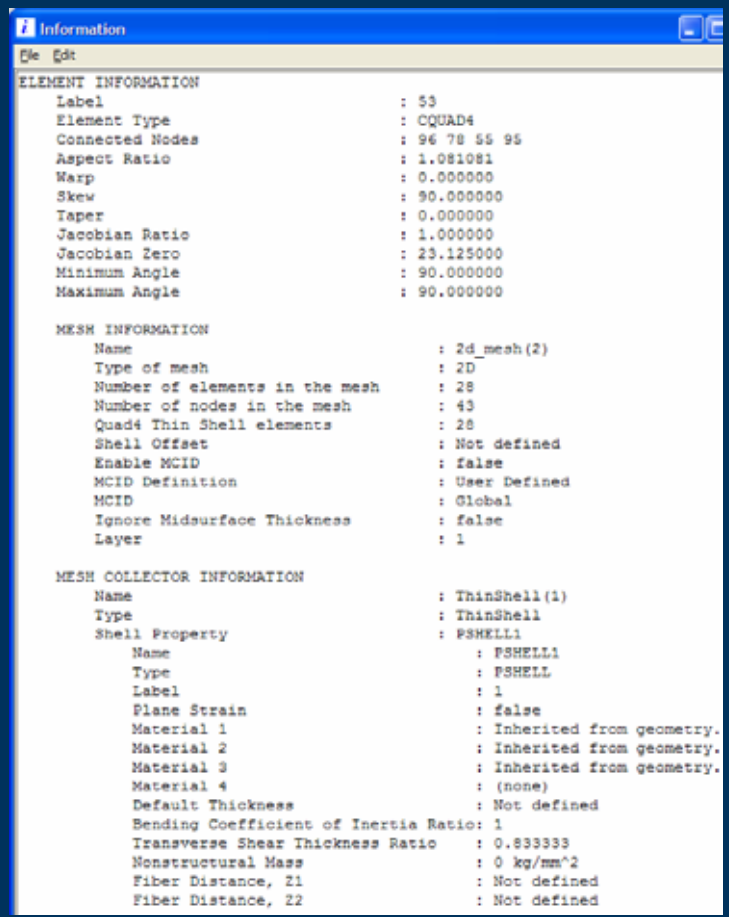 Information
File Edit
ELEMENT INFORMATION
Label : 53
Element Type : CQUAD4
Connected Nodes : 96 78 55 95
Aspect Ratio : 1.081081
Warp : 0.000000
Skew : 90.000000
Taper : 0.000000
Jacobian Ratio : 1.000000
Jacobian Zero : 23.125000
Minimum Angle : 90.000000
Maximum Angle : 90.000000
MESH INFORMATION
Name : 2d_mesh(2)
Type of mesh : 2D
Number of elements in the mesh : 28
Number of nodes in the mesh : 43
Quad4 Thin Shell elements : 28
Shell Offset : Not defined
Enable MCID : false
MCID Definition : User Defined
MCID : Global
Ignore Midsurface Thickness : false
Layer : 1
MESH COLLECTOR INFORMATION
Name : ThinShell(1)
Type : ThinShell
Shell Property : PSHELL1
Name : PSHELL1
Type : PSHELL
Label : 1
Plane Strain : false
Material 1 : Inherited from geometry.
Material 2 : Inherited from geometry.
Material 3 : Inherited from geometry.
Material 4 : (none)
Default Thickness : Not defined
Bending Coefficient of Inertia Ratio: 1
Transverse Shear Thickness Ratio : 0.833333
Nonstructural Mass : 0 kg/mm^2
Fiber Distance, Z1 : Not defined
Fiber Distance, Z2 : Not defined